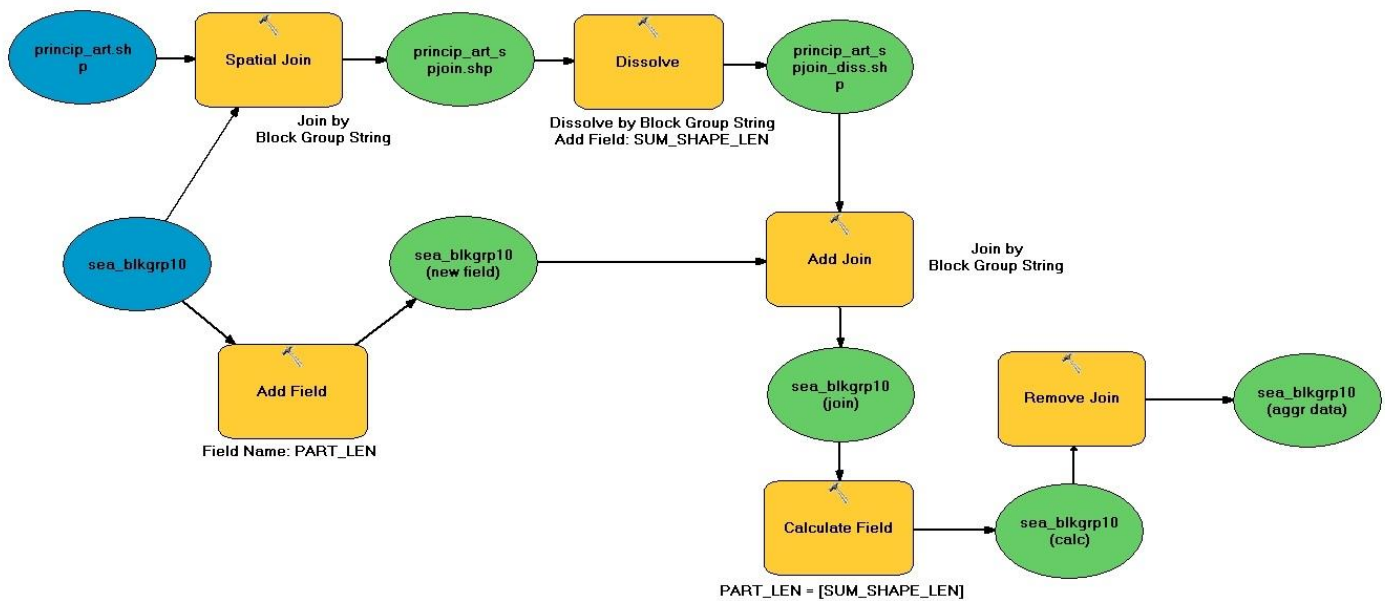 princip_art.sh
p
Spatial Join
princip_art_s
pjoin.shp
Dissolve
princip_art_s
pjoin_diss.sh
p
Join by
Block Group String
Dissolve by Block Group String
Add Field: SUM_SHAPE_LEN
sea_blkgrp10
sea_blkgrp10
(new field)
Add Join
Join by
Block Group String
Add Field
Field Name: PART_LEN
sea_blkgrp10
(join)
Remove Join
sea_blkgrp10
(aggr data)
Calculate Field
sea_blkgrp10
(calc)
PART_LEN = [SUM_SHAPE_LEN]